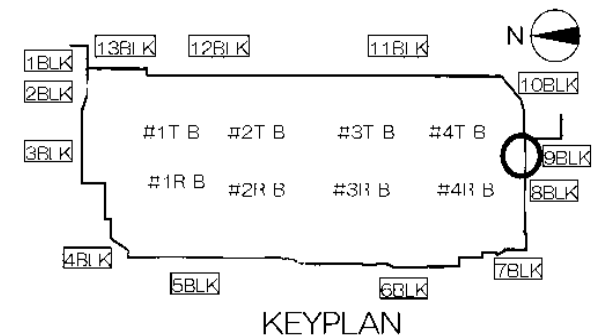 N
13BLK 12BLK 11BLK
1BLK
10BLK
2BLK
#1T B #2T B #3T B #4T B
3BLK
9BLK
#1R B #2R B #3R B #4R B
8BLK
4BLK
7BLK
5BLK
6BLK
KEYPLAN